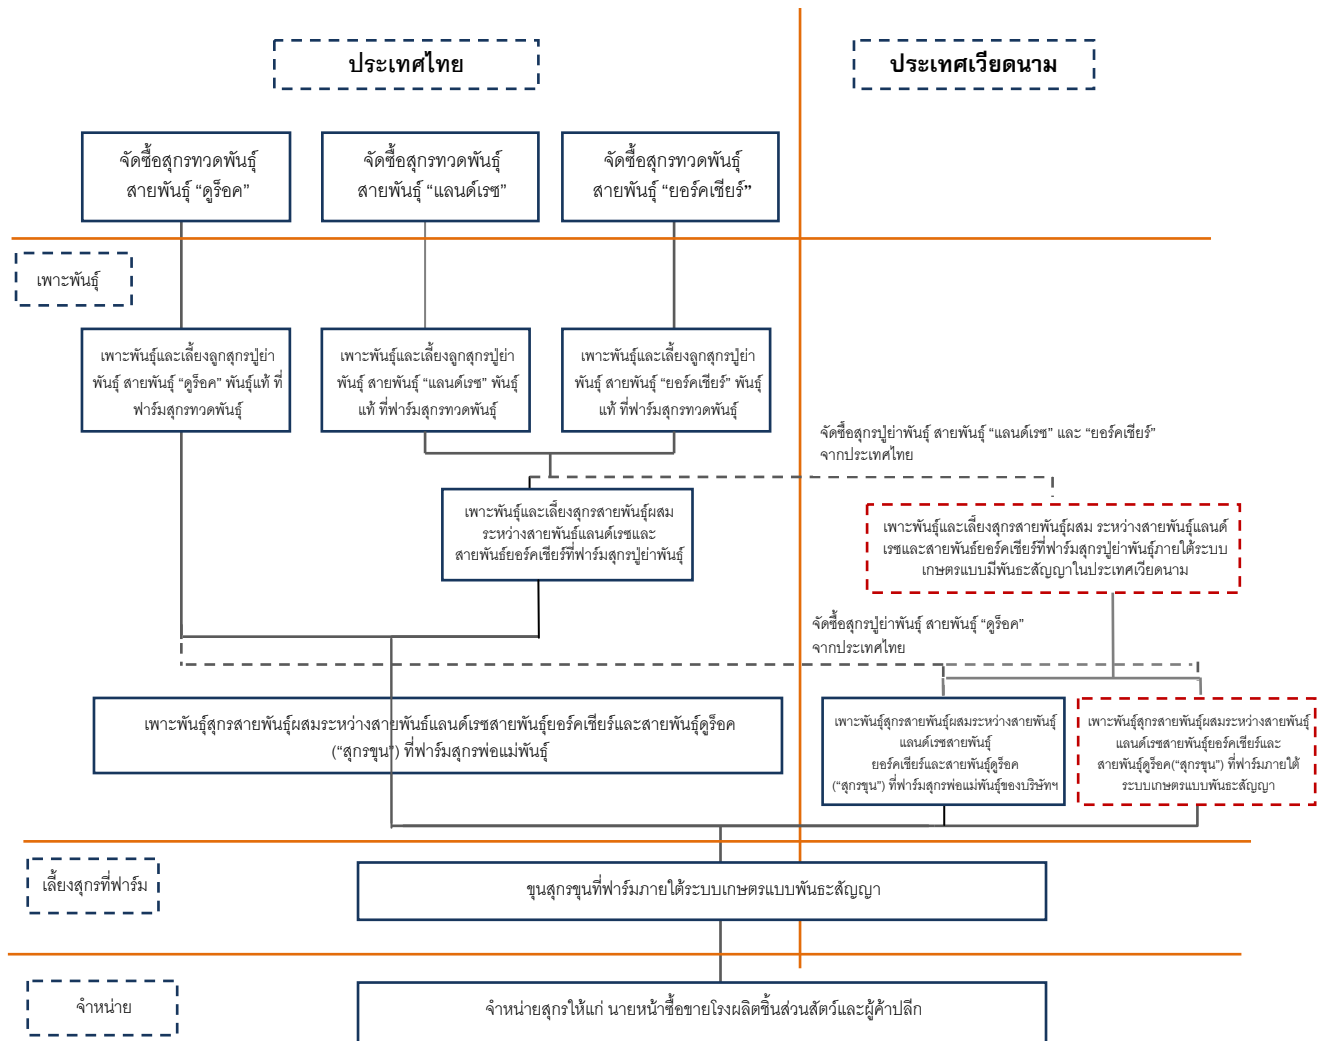 ประเทศไทย
ประเทศเวียดนาม
จัดซื้อสุกรทวดพันธุ์
สายพันธุ์ “ดูร็อค”
จัดซื้อสุกรทวดพันธุ์
สายพันธุ์ “แลนด์เรซ”
จัดซื้อสุกรทวดพันธุ์
สายพันธุ์ “ยอร์คเชียร์”
เพาะพันธุ์
เพาะพันธุ์และเลี้ยงลูกสุกรปู่ย่า
พันธุ์ สายพันธุ์ “ดูร็อค” พันธุ์แท้ ที่
ฟาร์มสุกรทวดพันธุ์
เพาะพันธุ์และเลี้ยงลูกสุกรปู่ย่า
พันธุ์ สายพันธุ์ “แลนด์เรซ” พันธุ์
แท้ ที่ฟาร์มสุกรทวดพันธุ์
เพาะพันธุ์และเลี้ยงลูกสุกรปู่ย่า
พันธุ์ สายพันธุ์ “ยอร์คเชียร์” พันธุ์
แท้ ที่ฟาร์มสุกรทวดพันธุ์
จัดซื้อสุกรปู่ย่าพันธุ์ สายพันธุ์ “แลนด์เรซ” และ “ยอร์คเชียร์”
จากประเทศไทย
เพาะพันธุ์และเลี้ยงสุกรสายพันธุ์ผสม
ระหว่างสายพันธ์แลนด์เรซและ
สายพันธ์ยอร์คเชียร์ที่ฟาร์มสุกรปู่ย่าพันธุ์
เพาะพันธุ์และเลี้ยงสุกรสายพันธุ์ผสม ระหว่างสายพันธุ์แลนด์
เรซและสายพันธ์ยอร์คเชียร์ที่ฟาร์มสุกรปู่ย่าพันธุ์ภายใต้ระบบ
เกษตรแบบมีพันธะสัญญาในประเทศเวียดนาม
จัดซื้อสุกรปู่ย่าพันธุ์ สายพันธุ์ “ดูร็อค”
จากประเทศไทย
เพาะพันธุ์สุกรสายพันธุ์ผสมระหว่างสายพันธ์แลนด์เรซสายพันธุ์ยอร์คเชียร์และสายพันธุ์ดูร็อค
(“สุกรขุน”) ที่ฟาร์มสุกรพ่อแม่พันธุ์
เพาะพันธุ์สุกรสายพันธุ์ผสมระหว่างสายพันธุ์
แลนด์เรซสายพันธุ์
ยอร์คเชียร์และสายพันธุ์ดูร็อค
(“สุกรขุน”) ที่ฟาร์มสุกรพ่อแม่พันธุ์ของบริษัทฯ
เพาะพันธุ์สุกรสายพันธุ์ผสมระหว่างสายพันธุ์
แลนด์เรซสายพันธุ์ยอร์คเชียร์และ
สายพันธุ์ดูร็อค(“สุกรขุน”) ที่ฟาร์มภายใต้
ระบบเกษตรแบบพันธะสัญญา
เลี้ยงสุกรที่ฟาร์ม
ขุนสุกรขุนที่ฟาร์มภายใต้ระบบเกษตรแบบพันธะสัญญา
จำหน่าย
จำหน่ายสุกรให้แก่ นายหน้าซื้อขายโรงผลิตชิ้นส่วนสัตว์และผู้ค้าปลีก